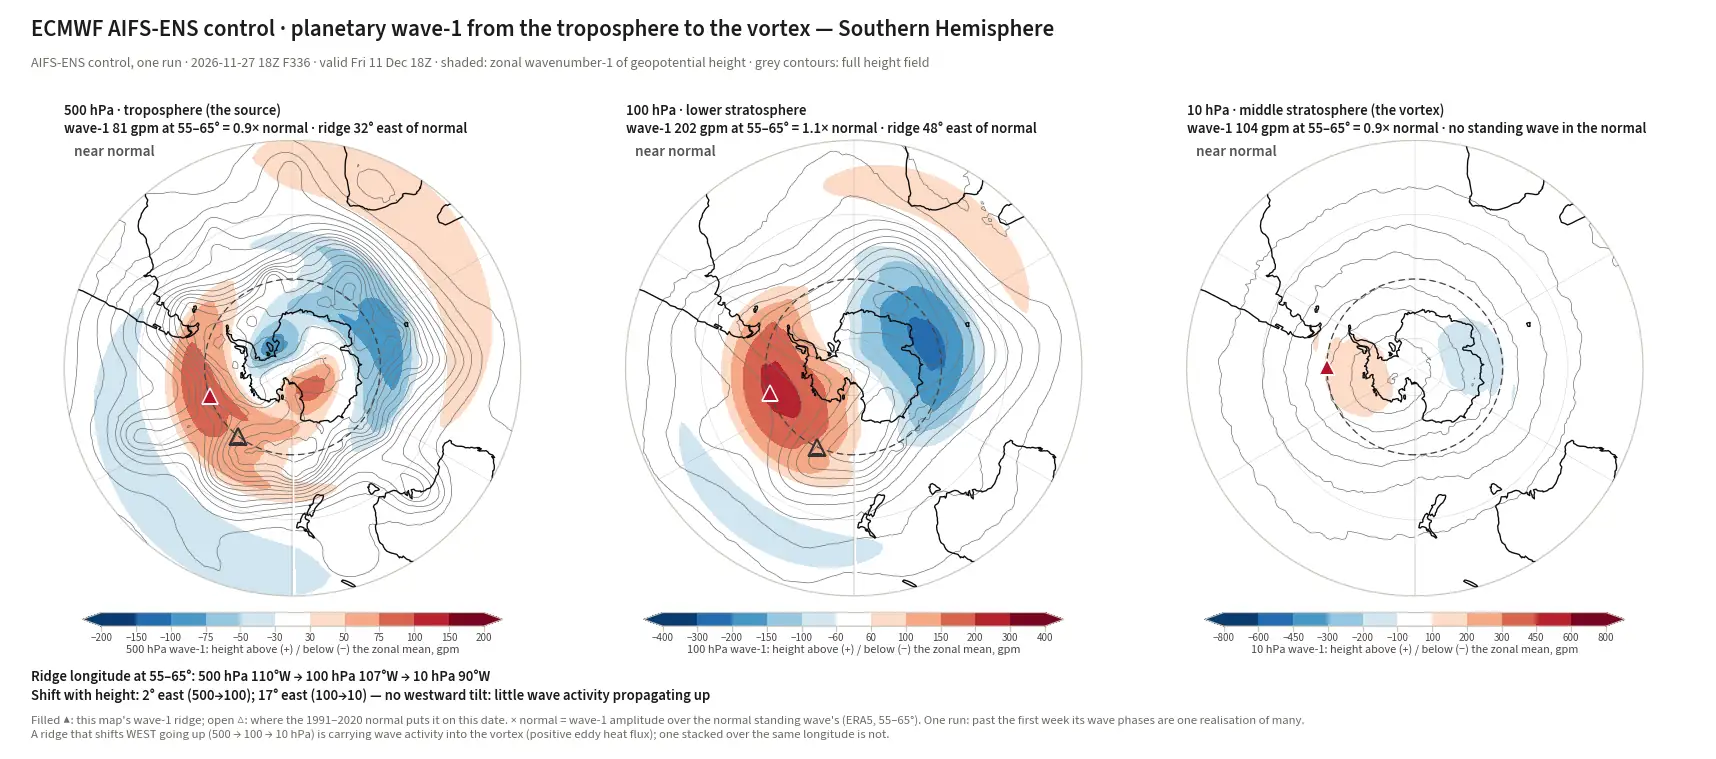 ECMWF AIFS-ENS control · planetary wave-1 from the troposphere to the vortex — Southern Hemisphere
AIFS-ENS control, one run · 2026-11-27 18Z F336 · valid Fri 11 Dec 18Z · shaded: zonal wavenumber-1 of geopotential height · grey contours: full height field
500 hPa · troposphere (the source)
wave-1 81 gpm at 55–65° = 0.9× normal · ridge 32° east of normal
near normal
100 hPa · lower stratosphere
wave-1 202 gpm at 55–65° = 1.1× normal · ridge 48° east of normal
near normal
10 hPa · middle stratosphere (the vortex)
wave-1 104 gpm at 55–65° = 0.9× normal · no standing wave in the normal
near normal
−200 −150 −100 −75 −50 −30 30 50 75 100 150 200
500 hPa wave-1: height above (+) / below (−) the zonal mean, gpm
−400 −300 −200 −150 −100 −60 60 100 150 200 300 400
100 hPa wave-1: height above (+) / below (−) the zonal mean, gpm
−800 −600 −450 −300 −200 −100 100 200 300 450 600 800
10 hPa wave-1: height above (+) / below (−) the zonal mean, gpm
Ridge longitude at 55–65°: 500 hPa 110°W → 100 hPa 107°W → 10 hPa 90°W
Shift with height: 2° east (500→100); 17° east (100→10) — no westward tilt: little wave activity propagating up
Filled ▲: this map's wave-1 ridge; open △: where the 1991–2020 normal puts it on this date. × normal = wave-1 amplitude over the normal standing wave's (ERA5, 55–65°). One run: past the first week its wave phases are one realisation of many.
A ridge that shifts WEST going up (500 → 100 → 10 hPa) is carrying wave activity into the vortex (positive eddy heat flux); one stacked over the same longitude is not.